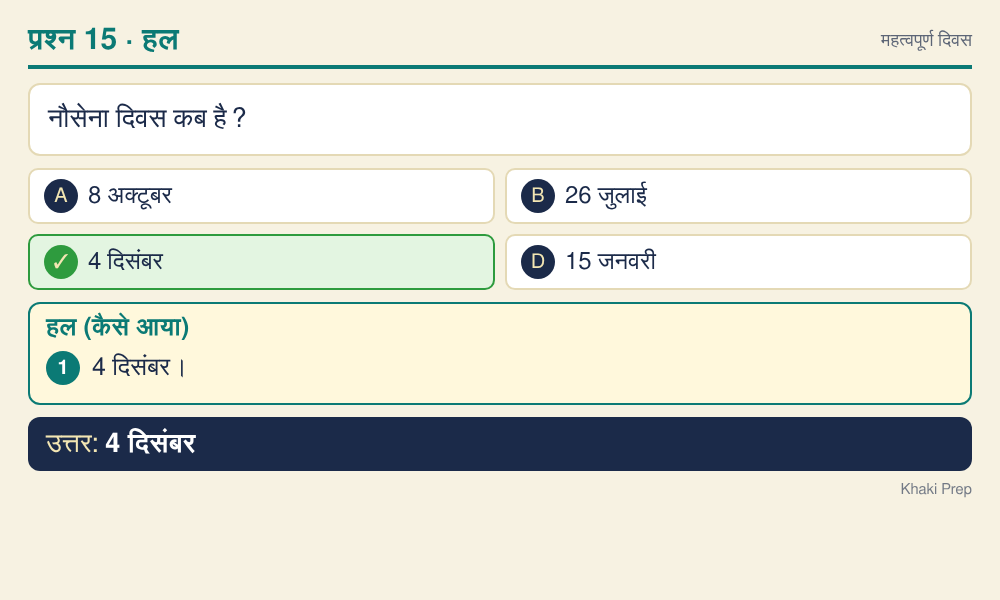 प्रश्न 15 · हल
महत्वपूर्ण दिवस
नौसेना दिवस कब है ?
A 8 अक्टूबर
B 26 जुलाई
✓ 4 दिसंबर
D 15 जनवरी
हल (कैसे आया)
1 4 दिसंबर।
उत्तर: 4 दिसंबर
Khaki Prep